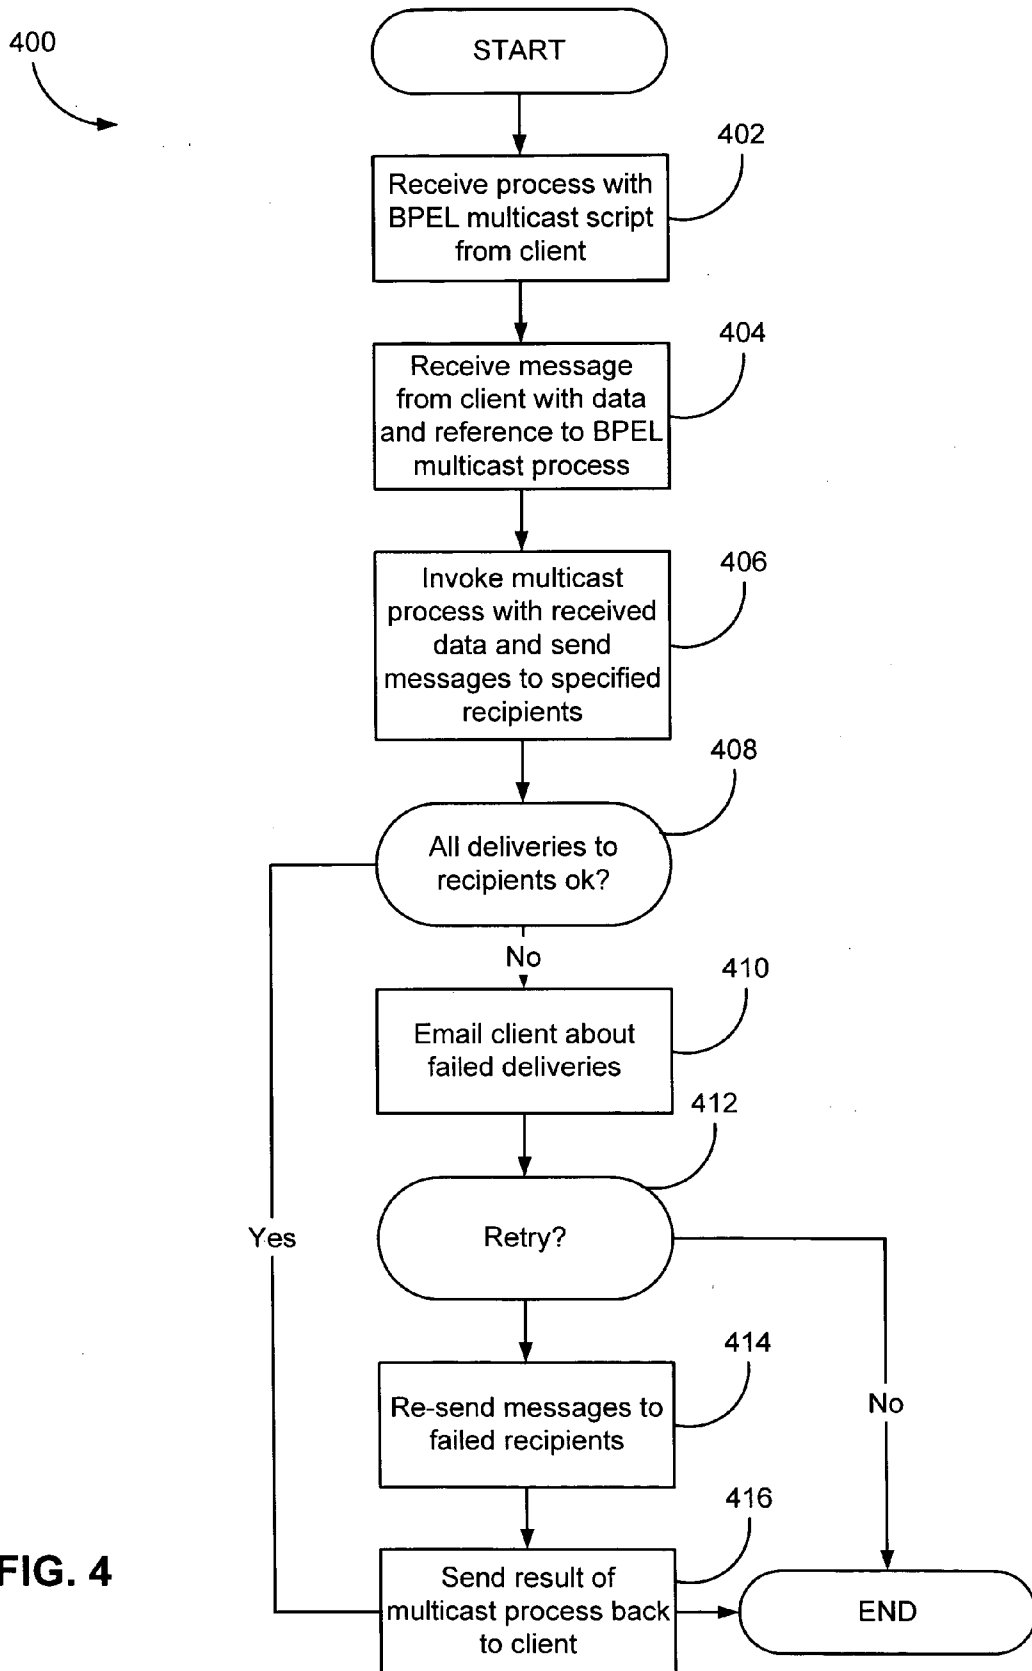 400
START
402
Receive process with
BPEL multicast script
from client
404
Receive message
from client with data
and reference to BPEL
multicast process
406
Invoke multicast
process with received
data and send
messages to specified
recipients
408
All deliveries to
recipients ok?
No
410
Email client about
failed deliveries
412
Retry?
Yes
414
Re-send messages to
failed recipients
No
416
Send result of
multicast process back
to client
END
FIG. 4